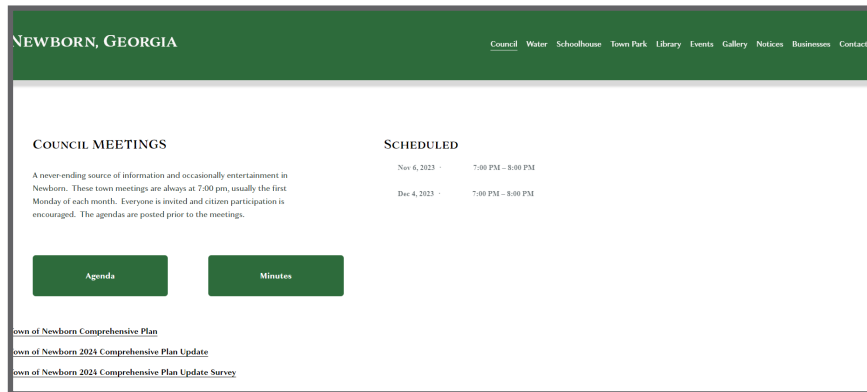 NEWBORN, GEORGIA
Council Water Schoolhouse Town Park Library Events Gallery Notices Businesses Contact
COUNCIL MEETINGS
A never-ending source of information and occasionally entertainment in
Newborn. These town meetings are always at 7:00 pm, usually the first
Monday of each month. Everyone is invited and citizen participation is
encouraged. The agendas are posted prior to the meetings.
Agenda
Minutes
SCHEDULED
Nov 6, 2023 · 7:00 PM – 8:00 PM
Dec 4, 2023 · 7:00 PM – 8:00 PM
own of Newborn Comprehensive Plan
own of Newborn 2024 Comprehensive Plan Update
own of Newborn 2024 Comprehensive Plan Update Survey